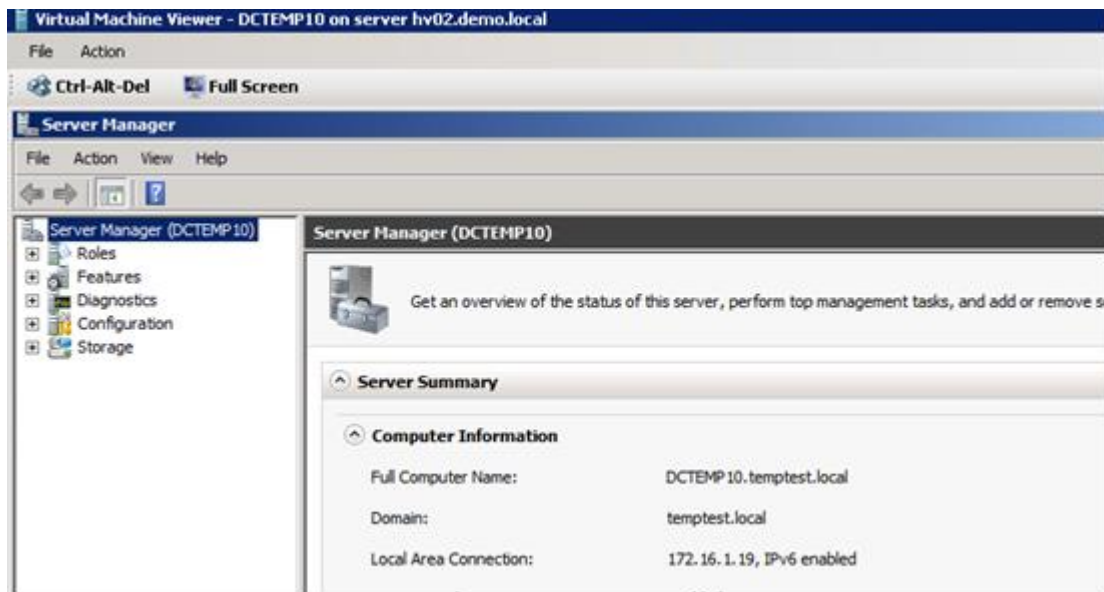 Virtual Machine Viewer - DCTEMP10 on server hv02.demo.local
File Action
Ctrl-Alt-Del Full Screen
Server Manager
File Action View Help
Server Manager (DCTEMP10)
Roles
Features
Diagnostics
Configuration
Storage
Server Manager (DCTEMP10)
Get an overview of the status of this server, perform top management tasks, and add or remove s
Server Summary
Computer Information
Full Computer Name: DCTEMP10.temptest.local
Domain: temptest.local
Local Area Connection: 172.16.1.19, IPv6 enabled